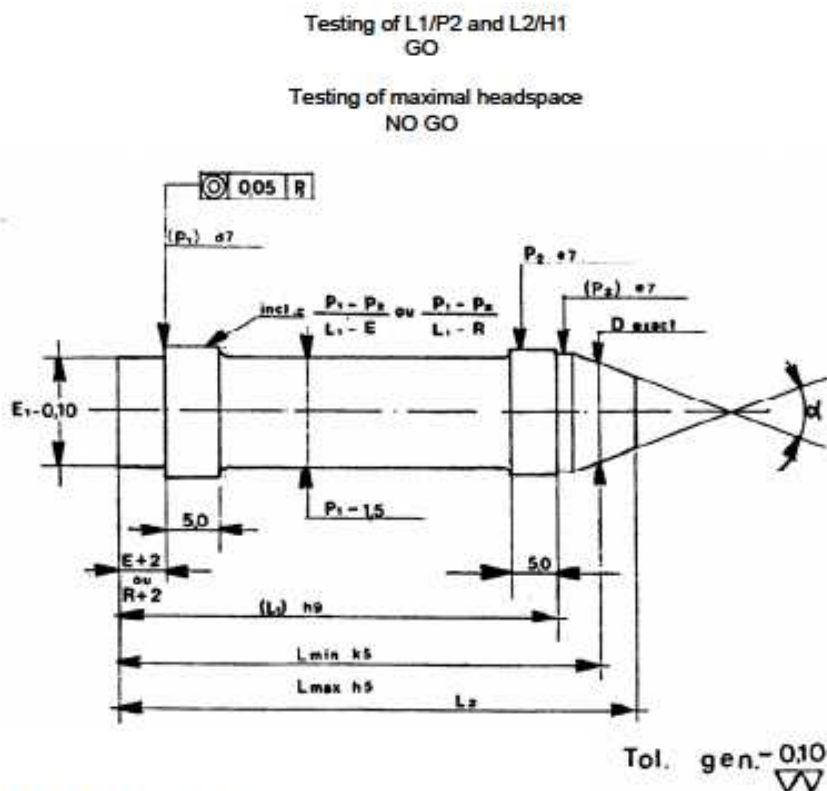 Testing of L1/P2 and L2/H1
GO
Testing of maximal headspace
NO GO
0,05 P₁
(P₁) d7
P₂ e7
(P₂) e7
incl.: P₁ - P₂ / L₁ - E ou P₁ - P₂ / L₁ - R
D exact
E₁-0,10
α
P₁ - 1,5
5,0
5,0
E+2
ou
R+2
(L₁) h9
Lmin k5
Lmax h5
L₂
Tol. gen.-0,10